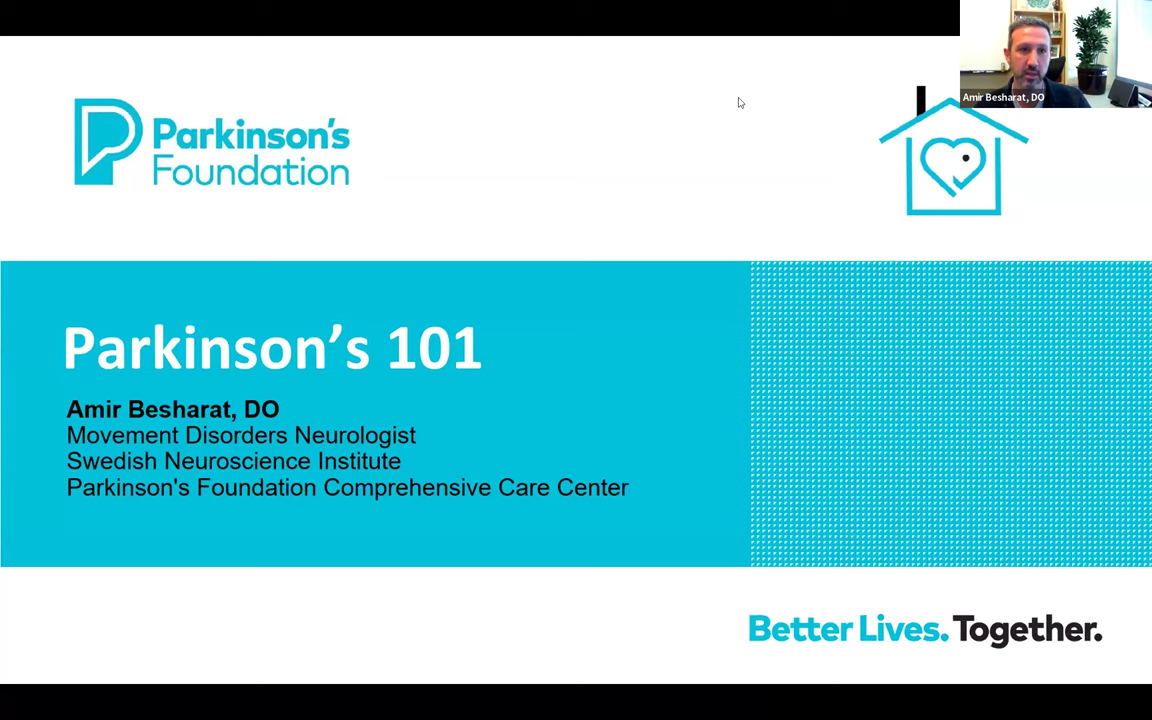 Amir Besharat, DO
Parkinson's
Foundation
Parkinson’s 101
Amir Besharat, DO
Movement Disorders Neurologist
Swedish Neuroscience Institute
Parkinson's Foundation Comprehensive Care Center
Better Lives. Together.